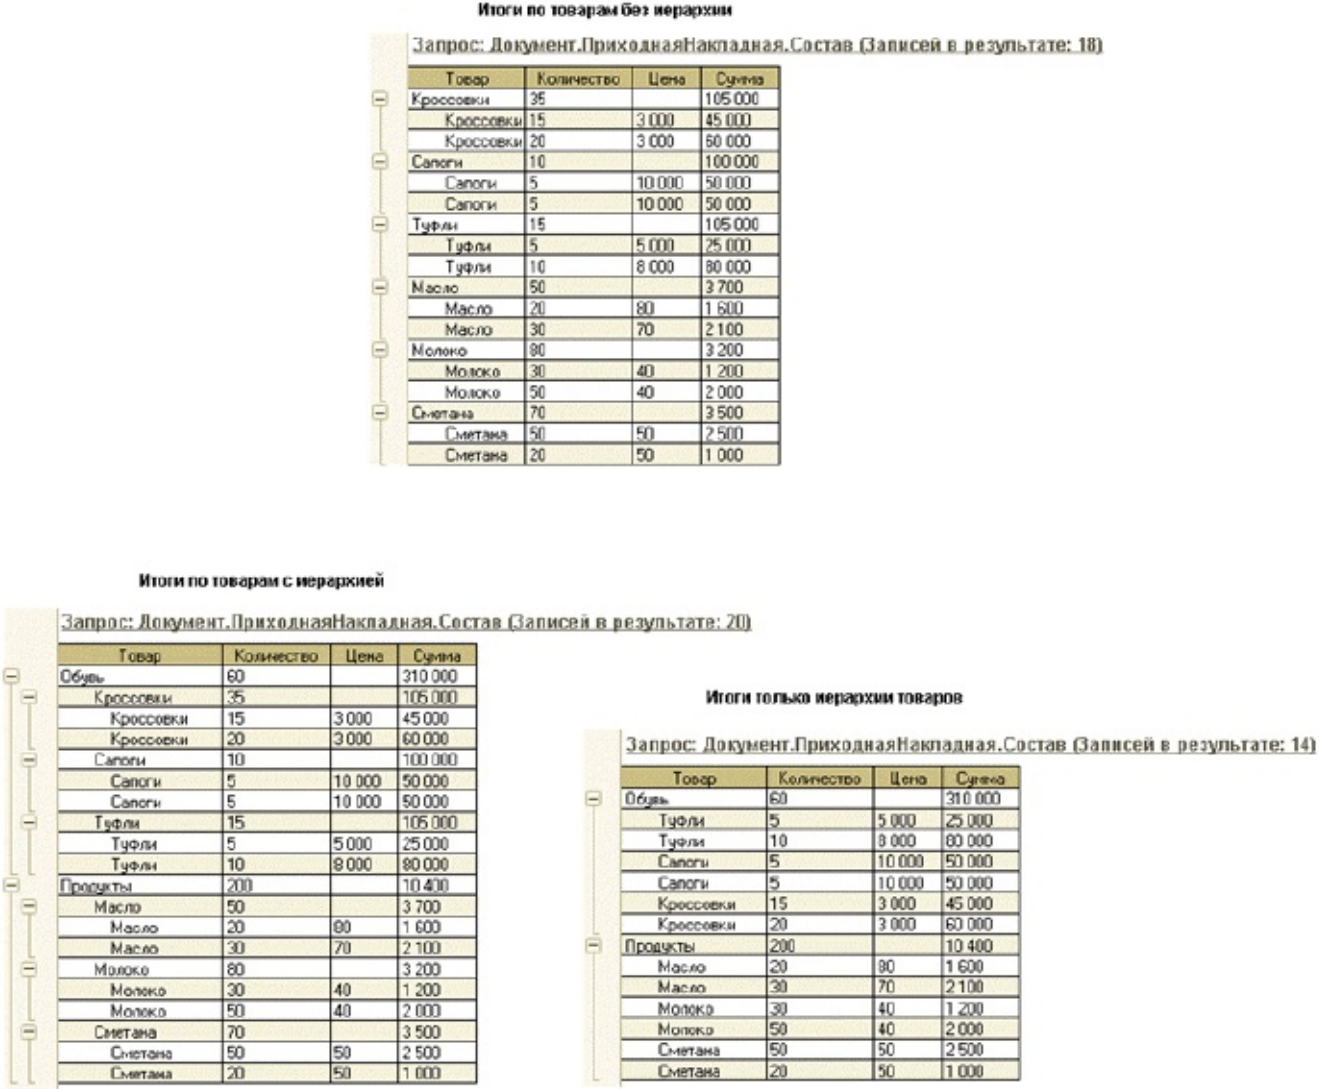 Итоги по товарам без иерархии
Запрос: Документ.ПриходнаяНакладная.Состав (Записей в результате: 18)
Товар Количество Цена Сумма
Кроссовки 35 105 000
Кроссовки 15 3 000 45 000
Кроссовки 20 3 000 60 000
Сапоги 10 100 000
Сапоги 5 10 000 50 000
Сапоги 5 10 000 50 000
Туфли 15 105 000
Туфли 5 5 000 25 000
Туфли 10 8 000 80 000
Масло 50 3 700
Масло 20 80 1 600
Масло 30 70 2 100
Молоко 80 3 200
Молоко 30 40 1 200
Молоко 50 40 2 000
Сметана 70 3 500
Сметана 50 50 2 500
Сметана 20 50 1 000
Итоги по товарам с иерархией
Запрос: Документ.ПриходнаяНакладная.Состав (Записей в результате: 20)
Товар Количество Цена Сумма
Обувь 60 310 000
Кроссовки 35 105 000
Кроссовки 15 3 000 45 000
Кроссовки 20 3 000 60 000
Сапоги 10 100 000
Сапоги 5 10 000 50 000
Сапоги 5 10 000 50 000
Туфли 15 105 000
Туфли 5 5 000 25 000
Туфли 10 8 000 80 000
Продукты 200 10 400
Масло 50 3 700
Масло 20 80 1 600
Масло 30 70 2 100
Молоко 80 3 200
Молоко 30 40 1 200
Молоко 50 40 2 000
Сметана 70 3 500
Сметана 50 50 2 500
Сметана 20 50 1 000
Итоги только иерархии товаров
Запрос: Документ.ПриходнаяНакладная.Состав (Записей в результате: 14)
Товар Количество Цена Сумма
Обувь 60 310 000
Туфли 5 5 000 25 000
Туфли 10 8 000 80 000
Сапоги 5 10 000 50 000
Сапоги 5 10 000 50 000
Кроссовки 15 3 000 45 000
Кроссовки 20 3 000 60 000
Продукты 200 10 400
Масло 20 80 1 600
Масло 30 70 2 100
Молоко 30 40 1 200
Молоко 50 40 2 000
Сметана 50 50 2 500
Сметана 20 50 1 000